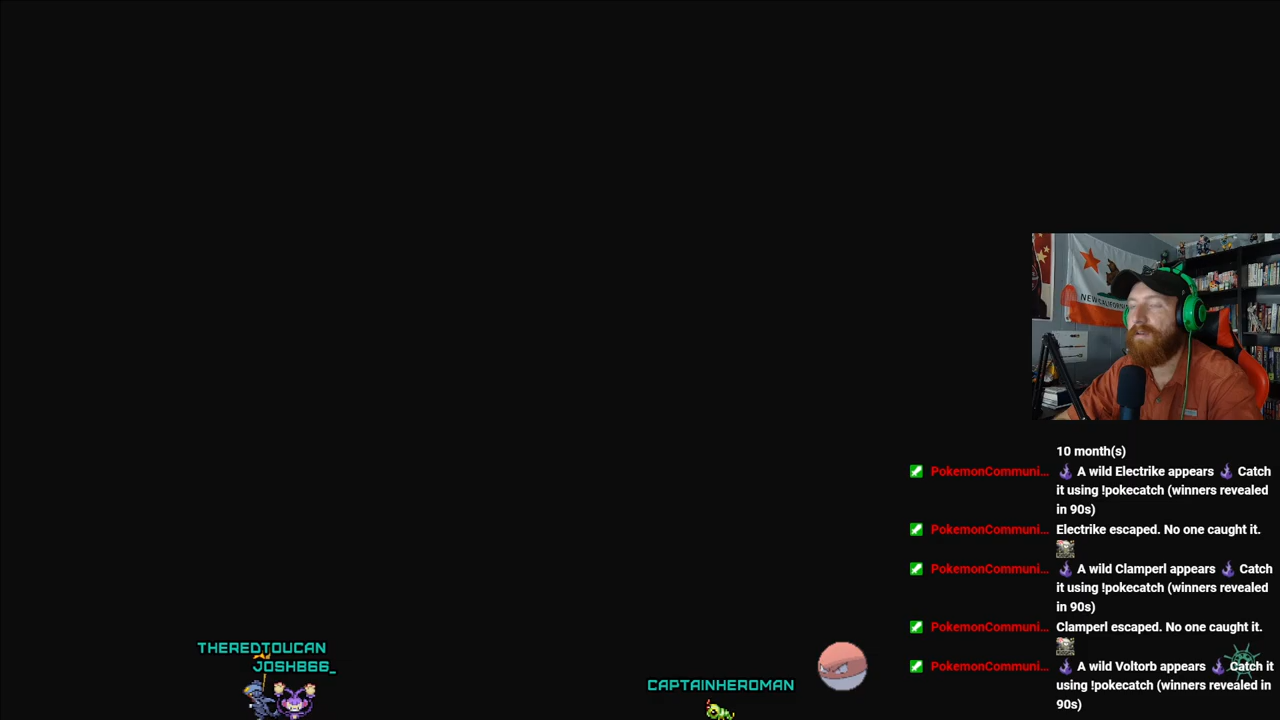 NEW CALIFORNIA
10 month(s)
PokemonCommuni... A wild Electrike appears Catch
it using !pokecatch (winners revealed
in 90s)
PokemonCommuni... Electrike escaped. No one caught it.
PokemonCommuni... A wild Clamperl appears Catch
it using !pokecatch (winners revealed
in 90s)
PokemonCommuni... Clamperl escaped. No one caught it.
PokemonCommuni... A wild Voltorb appears Catch it
using !pokecatch (winners revealed in
90s)
THEREDTOUCAN
JOSH866_
CAPTAINHEROMAN